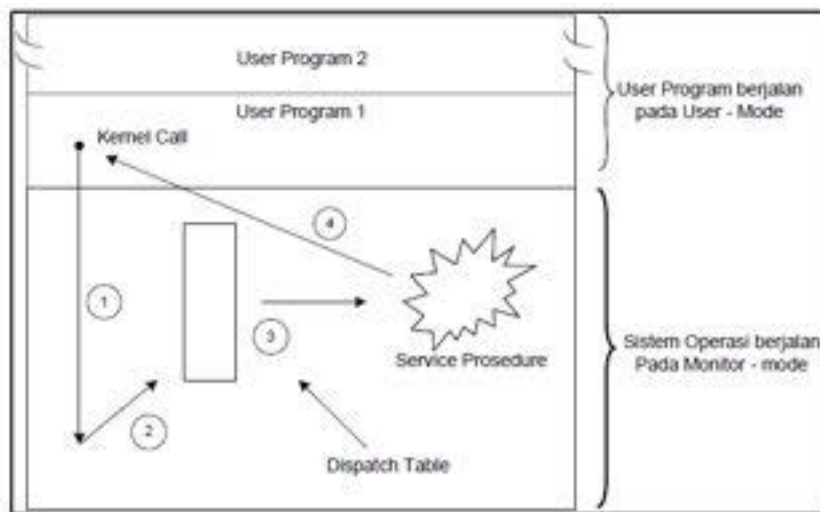 User Program 2
User Program 1
Kernel Call
User Program berjalan
pada User - Mode
4
1
3
Service Prosedure
Sistem Operasi berjalan
Pada Monitor - mode
2
Dispatch Table